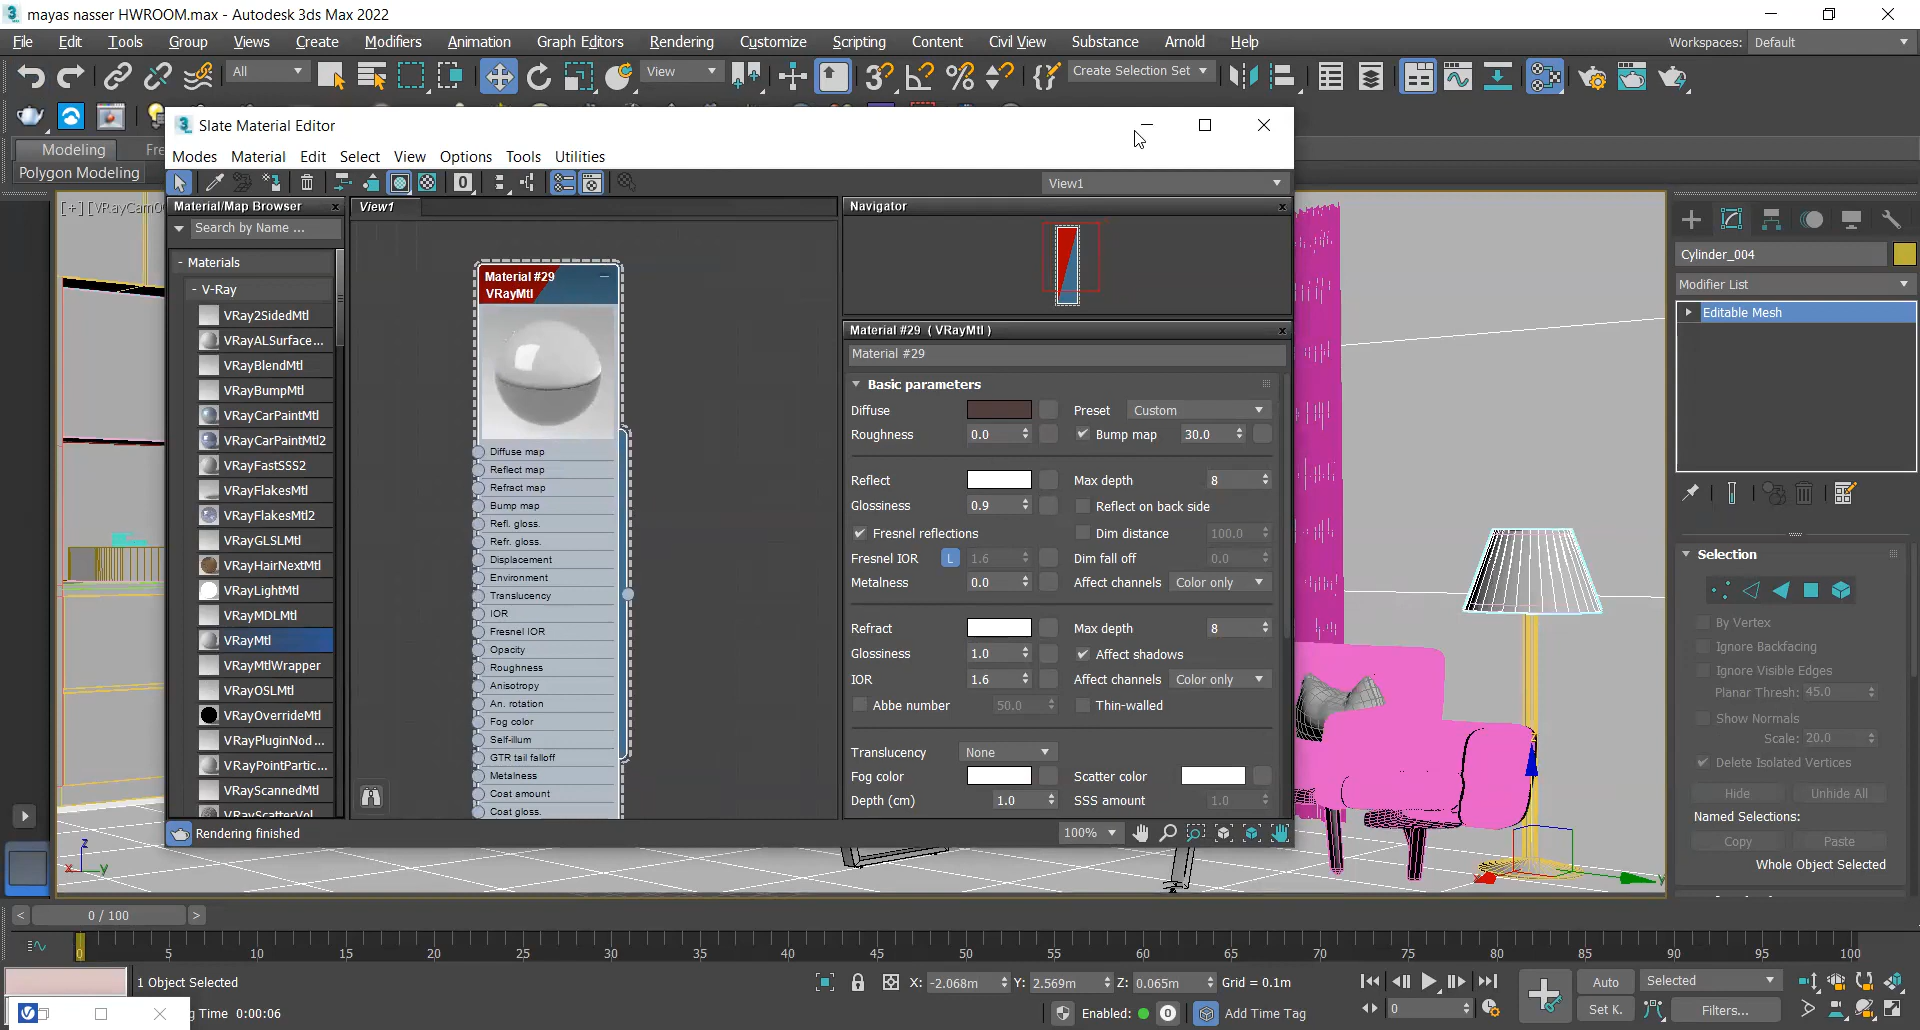 mayas nasser HWROOM.max - Autodesk 3ds Max 2022
File Edit Tools Group Views Create Modifiers Animation Graph Editors Rendering Customize Scripting Content Civil View Substance Arnold Help
Workspaces: Default
All View Create Selection Set
Modeling Fre
Polygon Modeling
[+] [VRayCam0
Slate Material Editor
Modes Material Edit Select View Options Tools Utilities
0
View1
Material/Map Browser
Search by Name ...
- Materials
- V-Ray
VRay2SidedMtl
VRayALSurface...
VRayBlendMtl
VRayBumpMtl
VRayCarPaintMtl
VRayCarPaintMtl2
VRayFastSSS2
VRayFlakesMtl
VRayFlakesMtl2
VRayGLSLMtl
VRayHairNextMtl
VRayLightMtl
VRayMDLMtl
VRayMtl
VRayMtlWrapper
VRayOSLMtl
VRayOverrideMtl
VRayPluginNod...
VRayPointPartic...
VRayScannedMtl
VRayScatterVol
View1
Material #29
VRayMtl
Diffuse map
Reflect map
Refract map
Bump map
Refl. gloss.
Refr. gloss.
Displacement
Environment
Translucency
IOR
Fresnel IOR
Opacity
Roughness
Anisotropy
An. rotation
Fog color
Self-illum
GTR tail falloff
Metalness
Coat amount
Coat gloss.
Navigator
Material #29 ( VRayMtl )
Material #29
Basic parameters
Diffuse Preset Custom
Roughness 0.0 Bump map 30.0
Reflect Max depth 8
Glossiness 0.9 Reflect on back side
Fresnel reflections Dim distance 100.0
Fresnel IOR L 1.6 Dim fall off 0.0
Metalness 0.0 Affect channels Color only
Refract Max depth 8
Glossiness 1.0 Affect shadows
IOR 1.6 Affect channels Color only
Abbe number 50.0 Thin-walled
Translucency None
Fog color Scatter color
Depth (cm) 1.0 SSS amount 1.0
Rendering finished
100%
Cylinder_004
Modifier List
Editable Mesh
Selection
By Vertex
Ignore Backfacing
Ignore Visible Edges
Planar Thresh: 45.0
Show Normals
Scale: 20.0
Delete Isolated Vertices
Hide Unhide All
Named Selections:
Copy Paste
Whole Object Selected
z
x y
z
y
< 0 / 100 >
0 5 10 15 20 25 30 35 40 45 50 55 60 65 70 75 80 85 90 95 100
1 Object Selected
X: -2.068m Y: 2.569m Z: 0.065m Grid = 0.1m
Auto Selected
g Time 0:00:06
Enabled: 0 Add Time Tag
0
Set K. Filters...